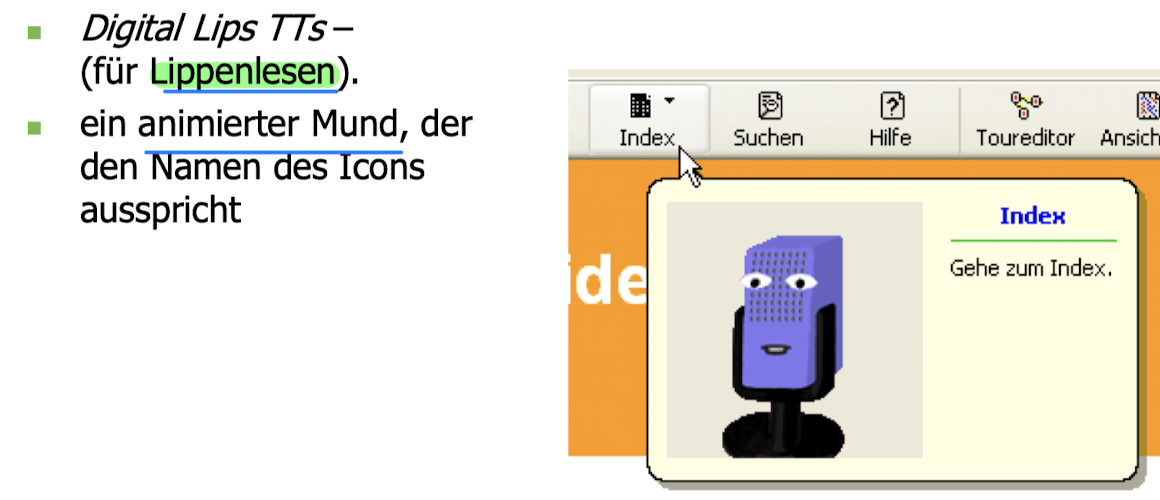 Digital Lips TTs –
(für Lippenlesen).
ein animierter Mund, der
den Namen des Icons
ausspricht
Index
Suchen
Hilfe
Toureditor
Ansich
ide
Index
Gehe zum Index.